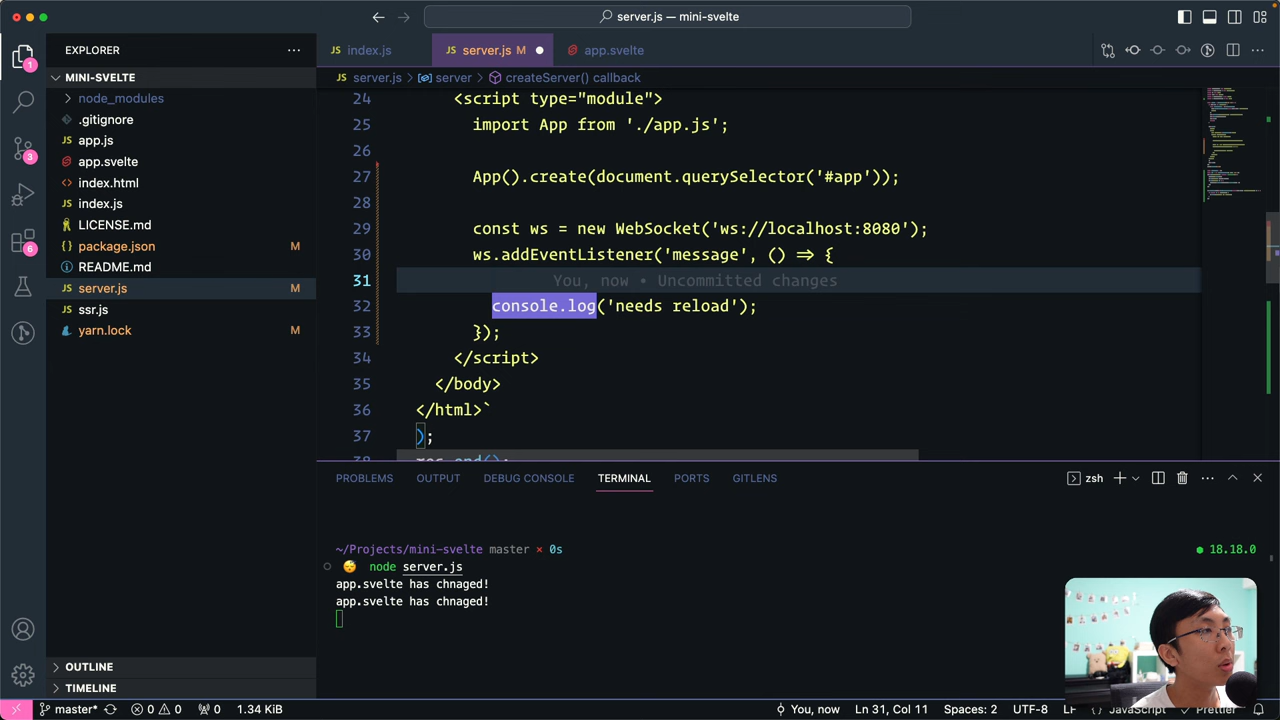 server.js — mini-svelte
EXPLORER
index.js
server.js M
app.svelte
MINI-SVELTE
server.js
server
createServer() callback
node_modules
.gitignore
app.js
app.svelte
index.html
index.js
LICENSE.md
package.json M
README.md
server.js M
ssr.js
yarn.lock M
OUTLINE
TIMELINE
1
3
6
24 <script type="module">
25 import App from './app.js';
26
27 App().create(document.querySelector('#app'));
28
29 const ws = new WebSocket('ws://localhost:8080');
30 ws.addEventListener('message', () => {
31 You, now • Uncommitted changes
32 console.log('needs reload');
33 });
34 </script>
35 </body>
36 </html>`
37 );
38 res.end();
PROBLEMS OUTPUT DEBUG CONSOLE TERMINAL PORTS GITLENS
zsh
~/Projects/mini-svelte master × 0s
18.18.0
node server.js
app.svelte has chnaged!
app.svelte has chnaged!
master* 0 0 0 1.34 KiB You, now Ln 31, Col 11 Spaces: 2 UTF-8 LF {} JavaScript Prettier